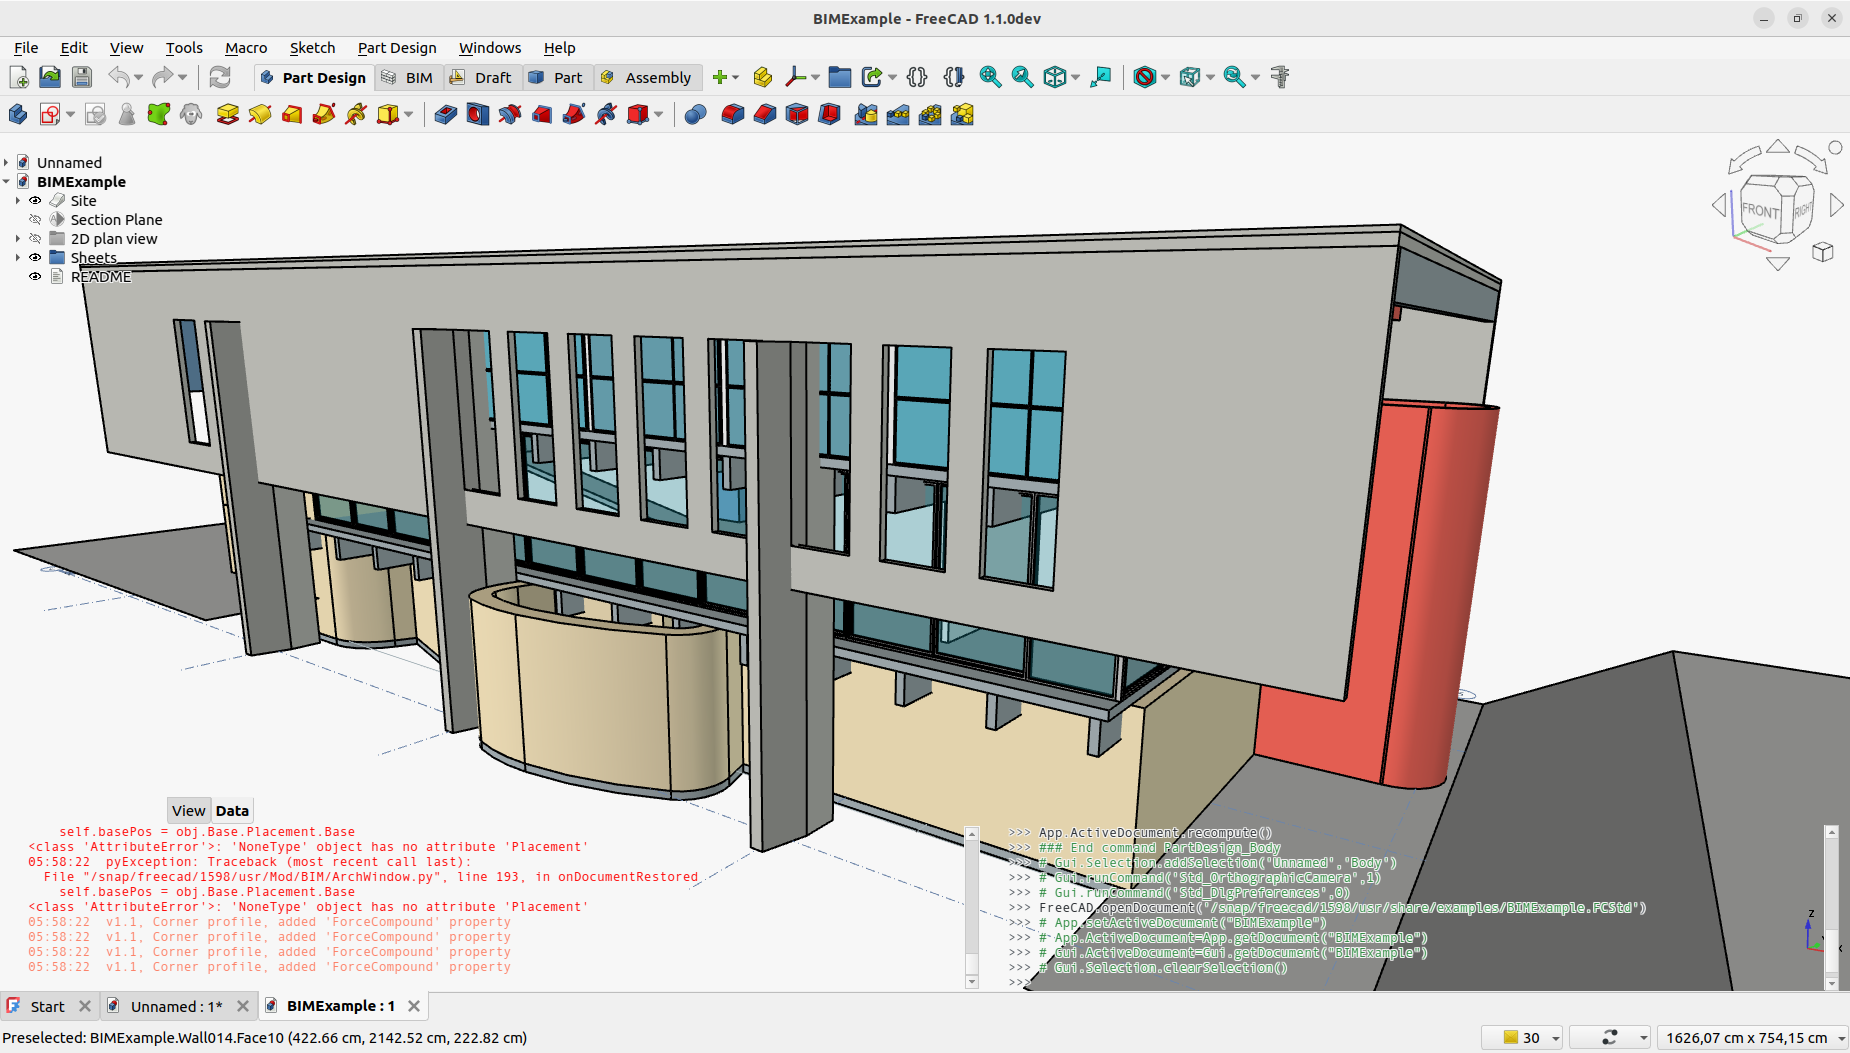 BIMExample - FreeCAD 1.1.0dev
File Edit View Tools Macro Sketch Part Design Windows Help
Part Design BIM Draft Part Assembly
Unnamed
BIMExample
Site
Section Plane
2D plan view
Sheets
README
FRONT RIGHT
View Data
self.basePos = obj.Base.Placement.Base
<class 'AttributeError'>: 'NoneType' object has no attribute 'Placement'
05:58:22  pyException: Traceback (most recent call last):
File "/snap/freecad/1598/usr/Mod/BIM/ArchWindow.py", line 193, in onDocumentRestored
self.basePos = obj.Base.Placement.Base
<class 'AttributeError'>: 'NoneType' object has no attribute 'Placement'
05:58:22  v1.1, Corner profile, added 'ForceCompound' property
05:58:22  v1.1, Corner profile, added 'ForceCompound' property
05:58:22  v1.1, Corner profile, added 'ForceCompound' property
05:58:22  v1.1, Corner profile, added 'ForceCompound' property
>>> App.ActiveDocument.recompute()
>>> ### End command PartDesign_Body
>>> # Gui.Selection.addSelection('Unnamed','Body')
>>> # Gui.runCommand('Std_OrthographicCamera',1)
>>> # Gui.runCommand('Std_DlgPreferences',0)
>>> FreeCAD.openDocument('/snap/freecad/1598/usr/share/examples/BIMExample.FCStd')
>>> # App.setActiveDocument("BIMExample")
>>> # App.ActiveDocument=App.getDocument("BIMExample")
>>> # Gui.ActiveDocument=Gui.getDocument("BIMExample")
>>> # Gui.Selection.clearSelection()
>>>
Z
Start Unnamed : 1* BIMExample : 1
Preselected: BIMExample.Wall014.Face10 (422.66 cm, 2142.52 cm, 222.82 cm)
30
1626,07 cm x 754,15 cm